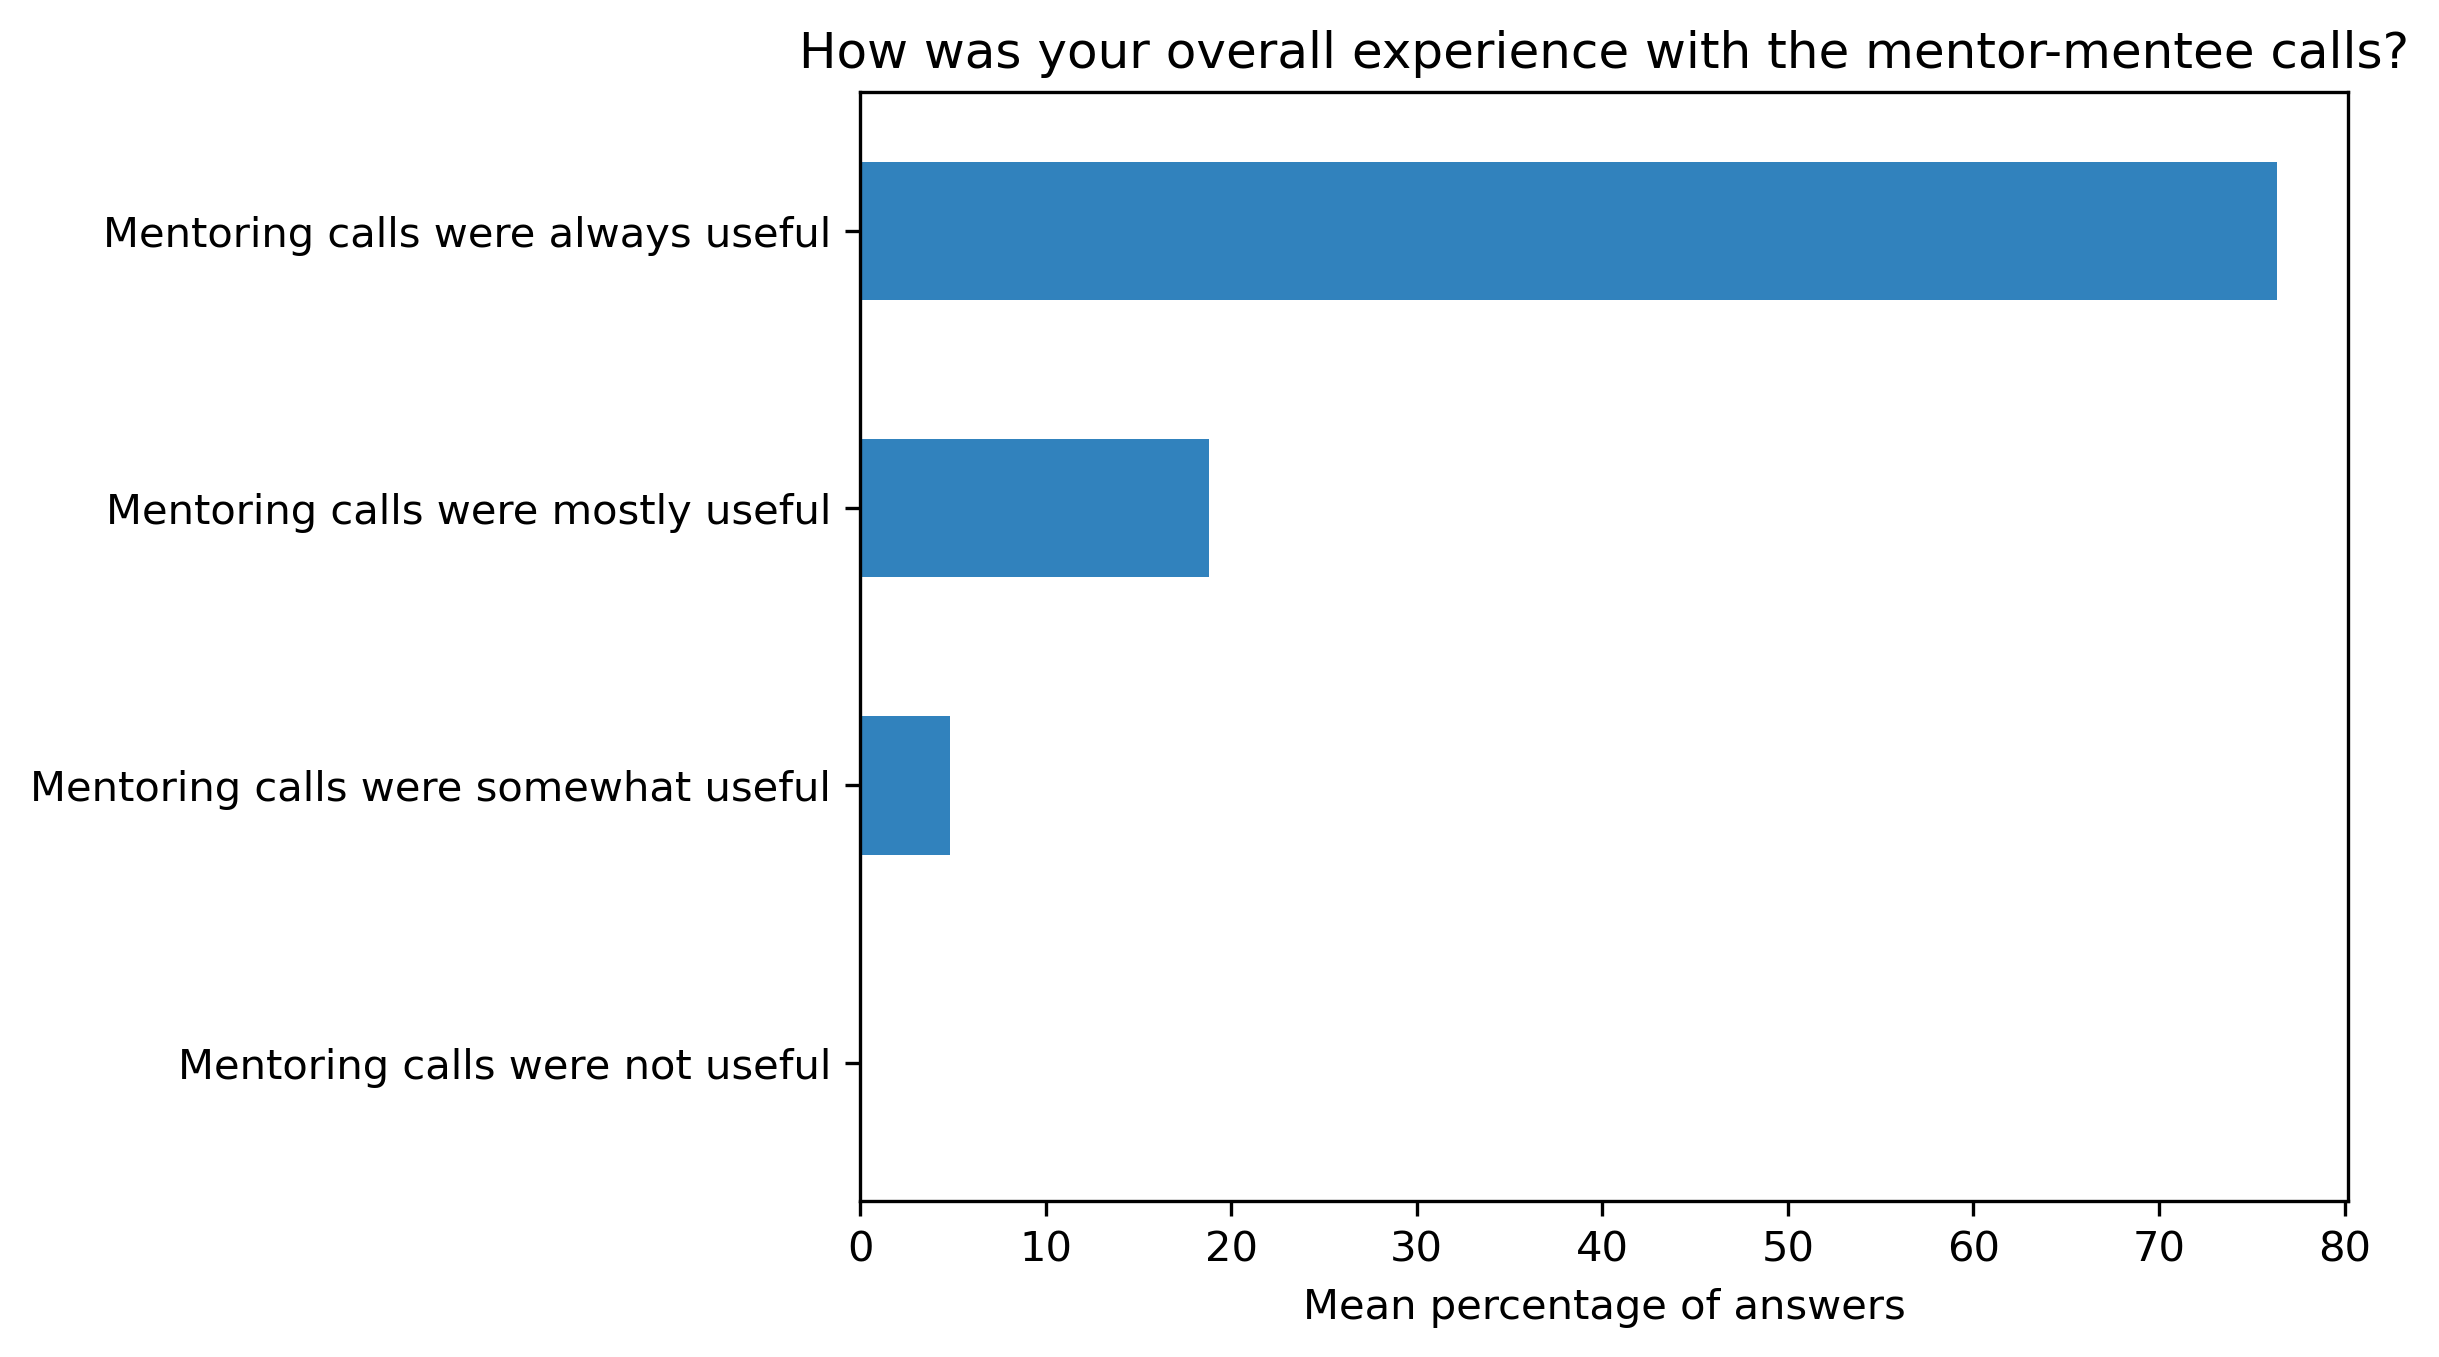 How was your overall experience with the mentor-mentee calls?
Mentoring calls were always useful
Mentoring calls were mostly useful
Mentoring calls were somewhat useful
Mentoring calls were not useful
0 10 20 30 40 50 60 70 80
Mean percentage of answers